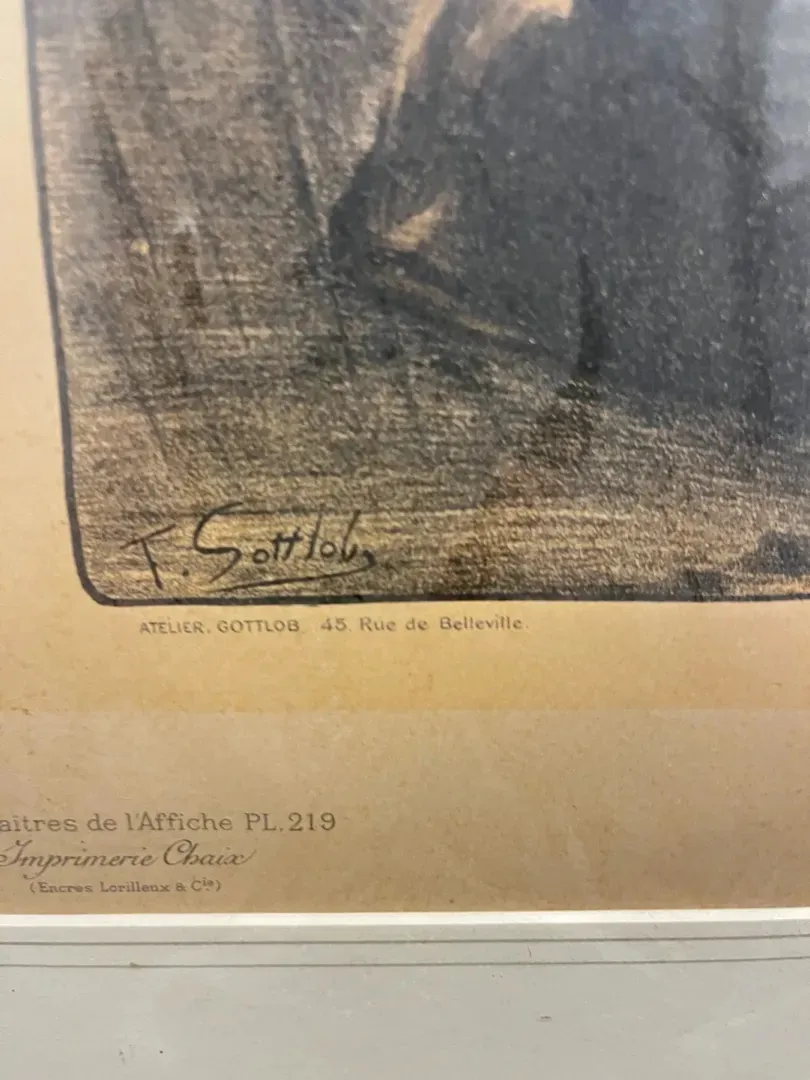 F. Gottlob
ATELIER. GOTTLOB 45. Rue de Belleville.
aîtres de l'Affiche PL.219
Imprimerie Chaix
(Encres Lorilleux & Cie)